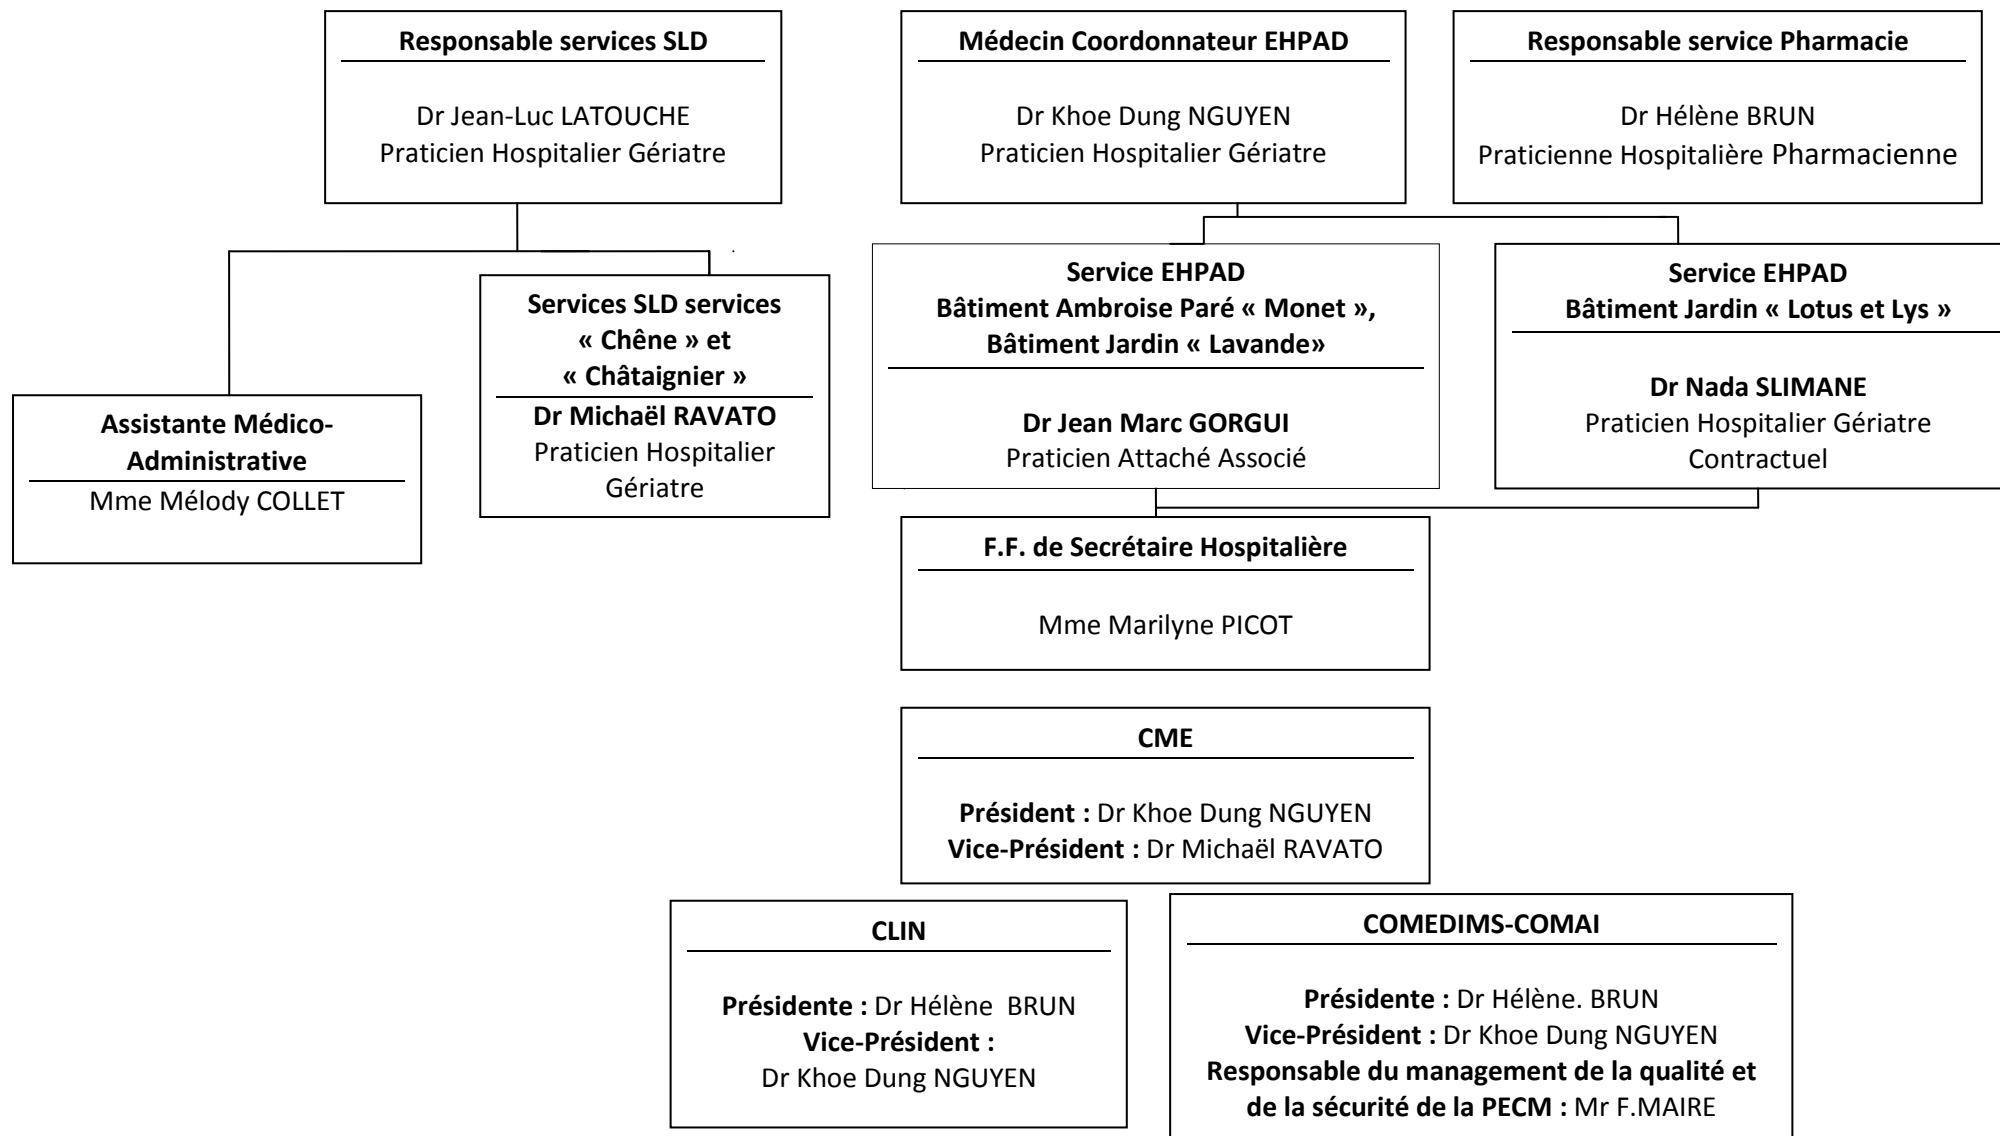 Responsable services SLD
Dr Jean-Luc LATOUCHE
Praticien Hospitalier Gériatre
Médecin Coordonnateur EHPAD
Dr Khoe Dung NGUYEN
Praticien Hospitalier Gériatre
Responsable service Pharmacie
Dr Hélène BRUN
Praticienne Hospitalière Pharmacienne
Assistante Médico-
Administrative
Mme Mélody COLLET
Services SLD services
« Chêne » et
« Châtaignier »
Dr Michaël RAVATO
Praticien Hospitalier
Gériatre
Service EHPAD
Bâtiment Ambroise Paré « Monet »,
Bâtiment Jardin « Lavande»
Dr Jean Marc GORGUI
Praticien Attaché Associé
Service EHPAD
Bâtiment Jardin « Lotus et Lys »
Dr Nada SLIMANE
Praticien Hospitalier Gériatre
Contractuel
F.F. de Secrétaire Hospitalière
Mme Marilyne PICOT
CME
Président : Dr Khoe Dung NGUYEN
Vice-Président : Dr Michaël RAVATO
CLIN
Présidente : Dr Hélène  BRUN
Vice-Président :
Dr Khoe Dung NGUYEN
COMEDIMS-COMAI
Présidente : Dr Hélène. BRUN
Vice-Président : Dr Khoe Dung NGUYEN
Responsable du management de la qualité et
de la sécurité de la PECM : Mr F.MAIRE